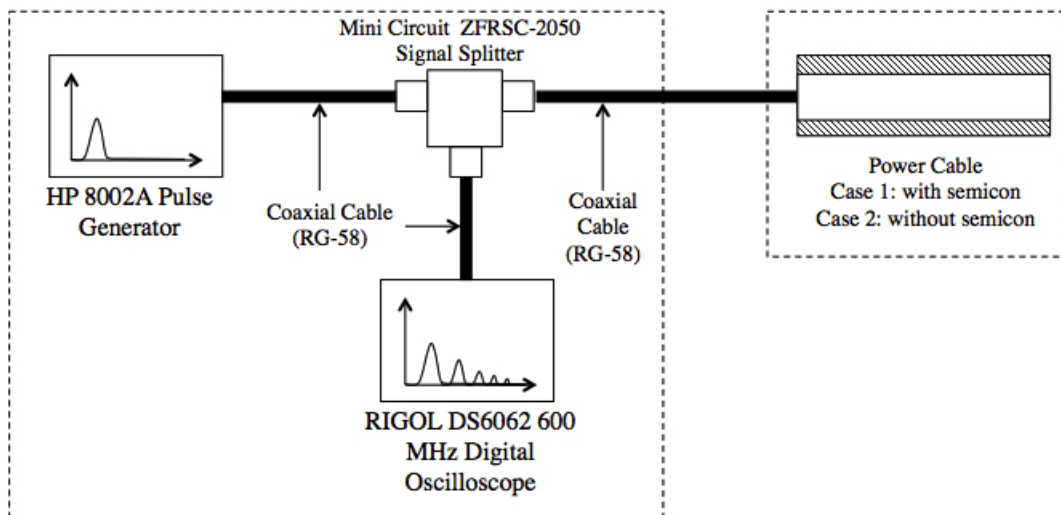 Mini Circuit ZFRSC-2050
Signal Splitter
HP 8002A Pulse
Generator
Coaxial Cable
(RG-58)
Coaxial
Cable
(RG-58)
Power Cable
Case 1: with semicon
Case 2: without semicon
RIGOL DS6062 600
MHz Digital
Oscilloscope